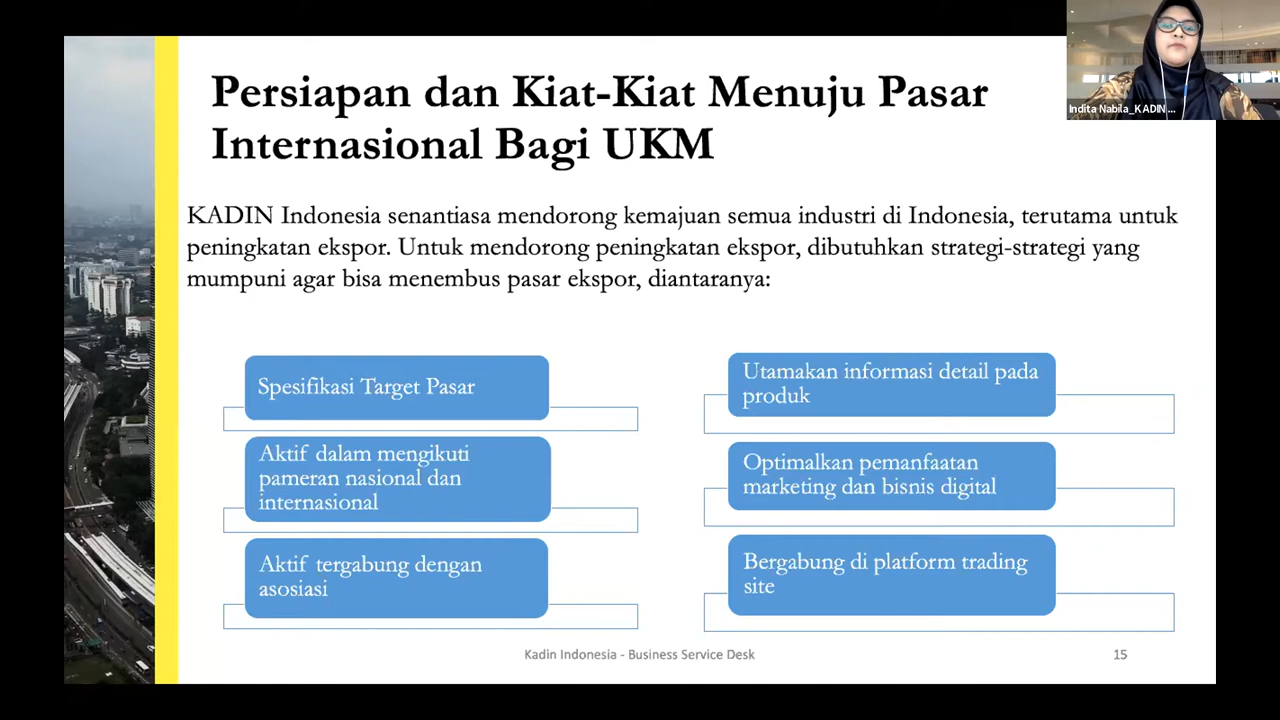 Persiapan dan Kiat-Kiat Menuju Pasar
Internasional Bagi UKM
Indita Nabila_KADIN ...
KADIN Indonesia senantiasa mendorong kemajuan semua industri di Indonesia, terutama untuk
peningkatan ekspor. Untuk mendorong peningkatan ekspor, dibutuhkan strategi-strategi yang
mumpuni agar bisa menembus pasar ekspor, diantaranya:
Spesifikasi Target Pasar
Aktif dalam mengikuti
pameran nasional dan
internasional
Aktif tergabung dengan
asosiasi
Utamakan informasi detail pada
produk
Optimalkan pemanfaatan
marketing dan bisnis digital
Bergabung di platform trading
site
Kadin Indonesia - Business Service Desk
15